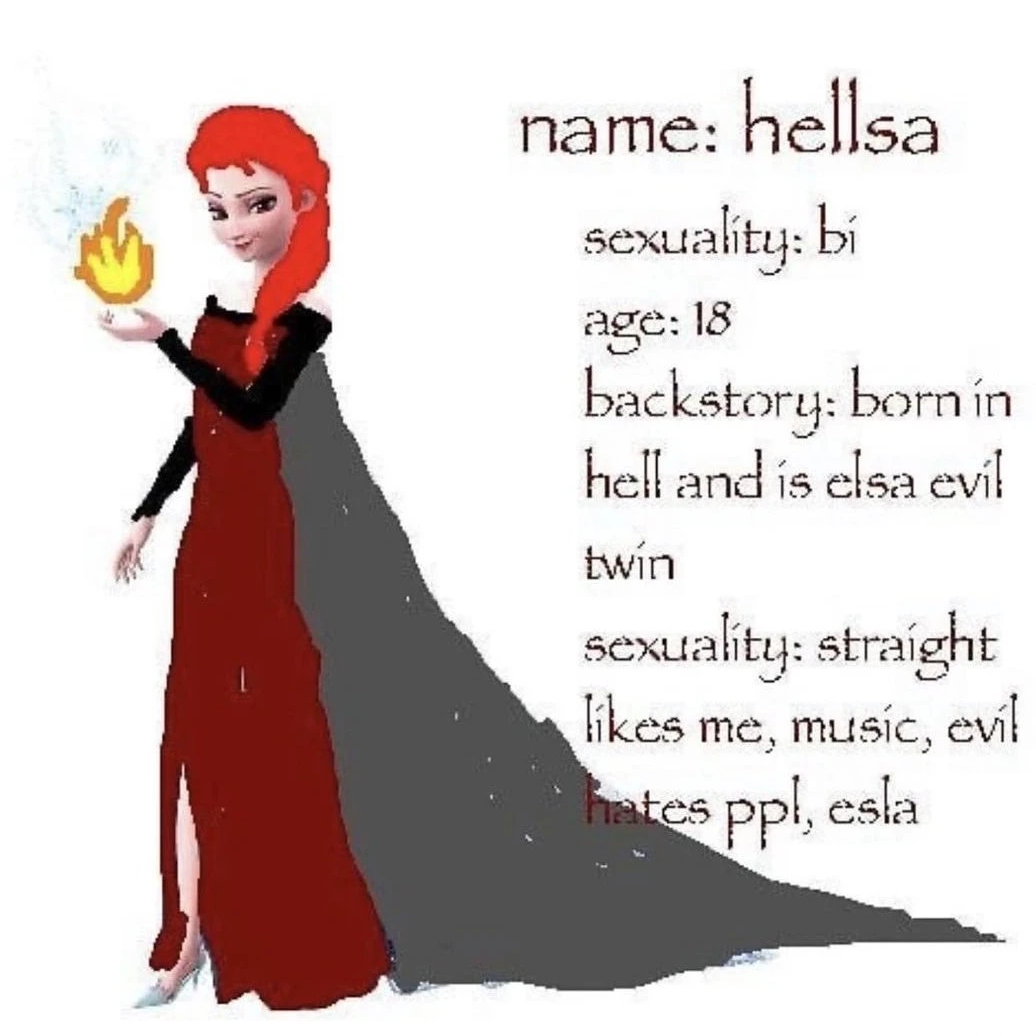 name: hellsa
sexuality: bi
age: 18
backstory: born in
hell and is elsa evil
twin
sexuality: straight
likes me, music, evil
hates ppl, esla